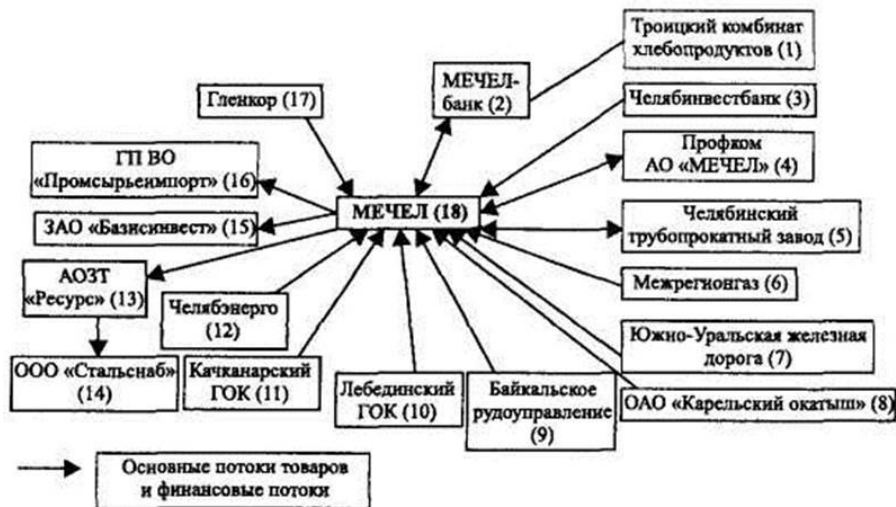 Троицкий комбинат
хлебопродуктов (1)
МЕЧЕЛ-
банк (2)
Гленкор (17)
Челябинвестбанк (3)
ГП ВО
«Промсырьеимпорт» (16)
Профком
АО «МЕЧЕЛ» (4)
МЕЧЕЛ (18)
ЗАО «Базисинвест» (15)
Челябинский
трубопрокатный завод (5)
АОЗТ
«Ресурс» (13)
Челябэнерго
(12)
Межрегионгаз (6)
Южно-Уральская железная
дорога (7)
ООО «Стальснаб»
(14)
Качканарский
ГОК (11)
Лебединский
ГОК (10)
Байкальское
рудоуправление
(9)
ОАО «Карельский окатыш» (8)
Основные потоки товаров
и финансовые потоки